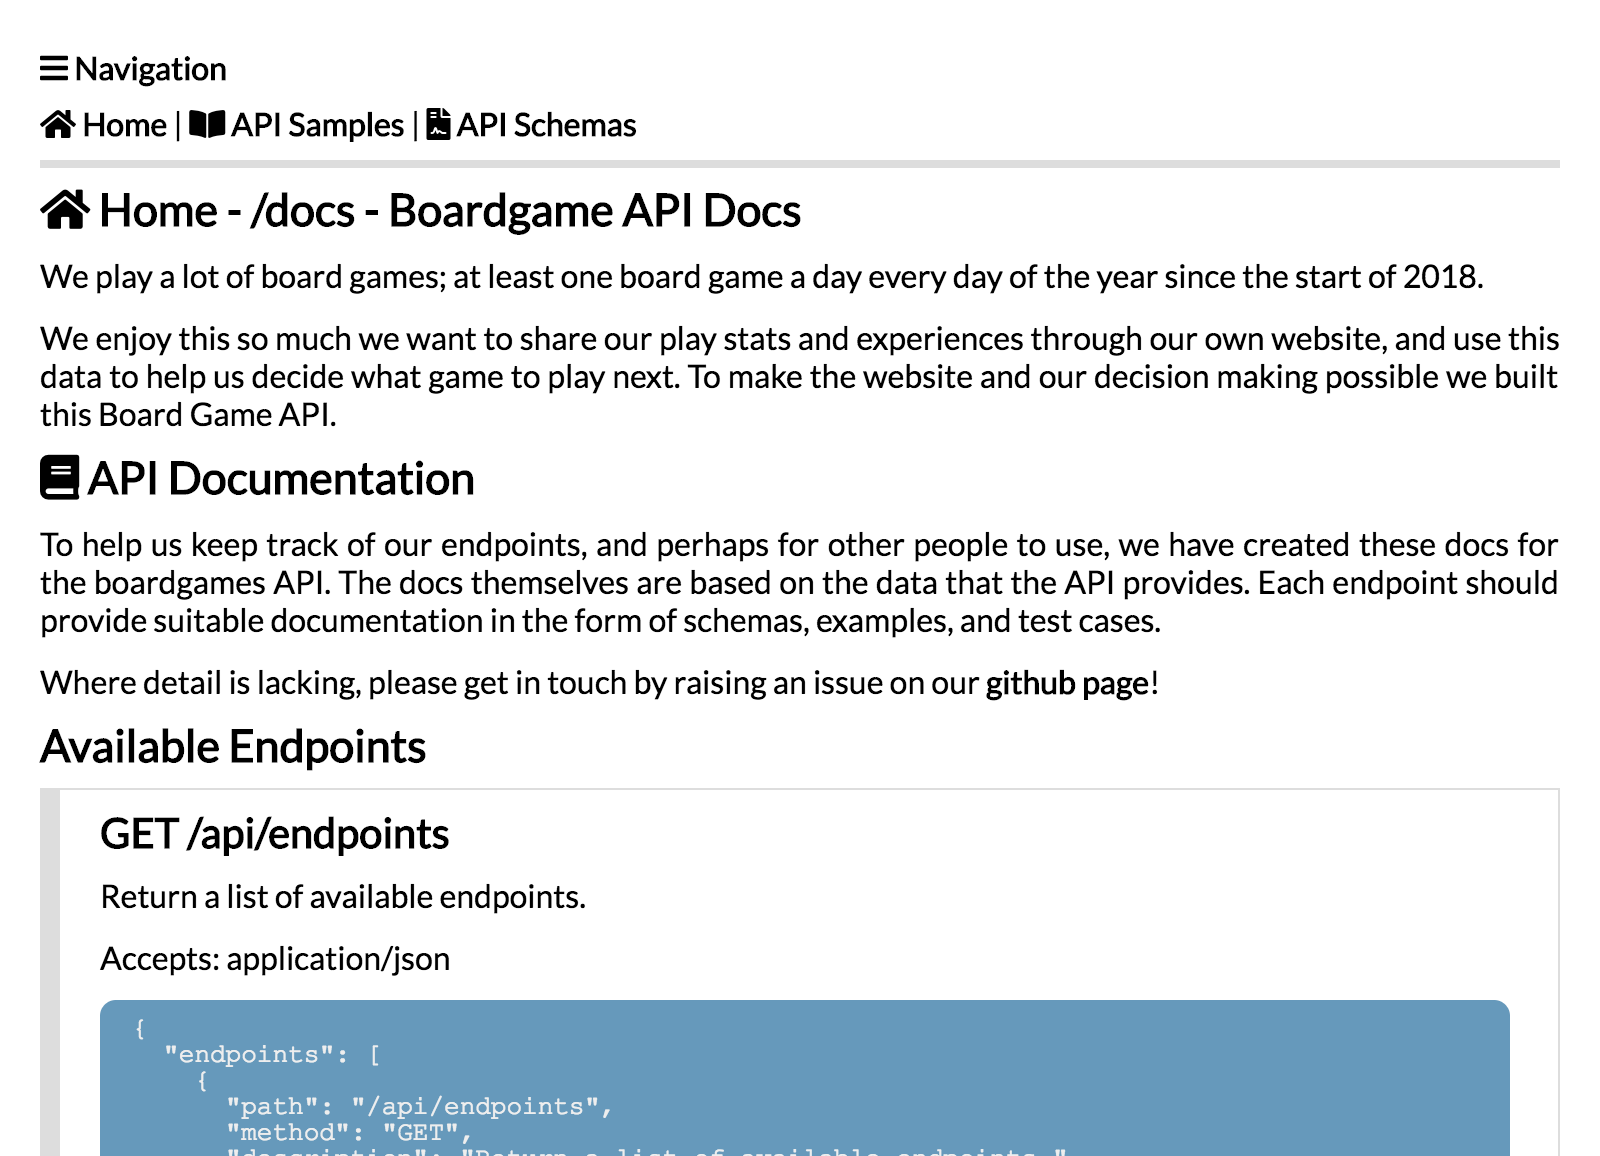 Navigation
Home | API Samples | API Schemas
Home - /docs - Boardgame API Docs
We play a lot of board games; at least one board game a day every day of the year since the start of 2018.
We enjoy this so much we want to share our play stats and experiences through our own website, and use this
data to help us decide what game to play next. To make the website and our decision making possible we built
this Board Game API.
API Documentation
To help us keep track of our endpoints, and perhaps for other people to use, we have created these docs for
the boardgames API. The docs themselves are based on the data that the API provides. Each endpoint should
provide suitable documentation in the form of schemas, examples, and test cases.
Where detail is lacking, please get in touch by raising an issue on our github page!
Available Endpoints
GET /api/endpoints
Return a list of available endpoints.
Accepts: application/json
{
"endpoints": [
{
"path": "/api/endpoints",
"method": "GET",
"description": "Return a list of available endpoints."